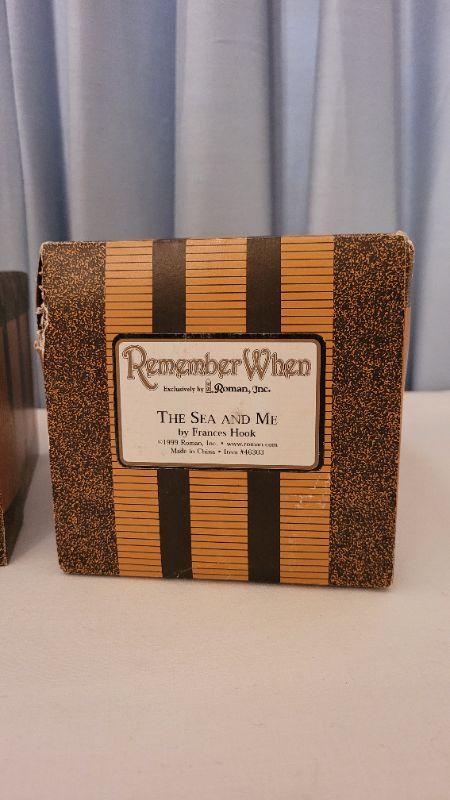 Remember When
Exclusively by Roman, Inc.
The Sea and Me
by Frances Hook
©1999 Roman, Inc. • www.roman.com
Made in China • Item #46303